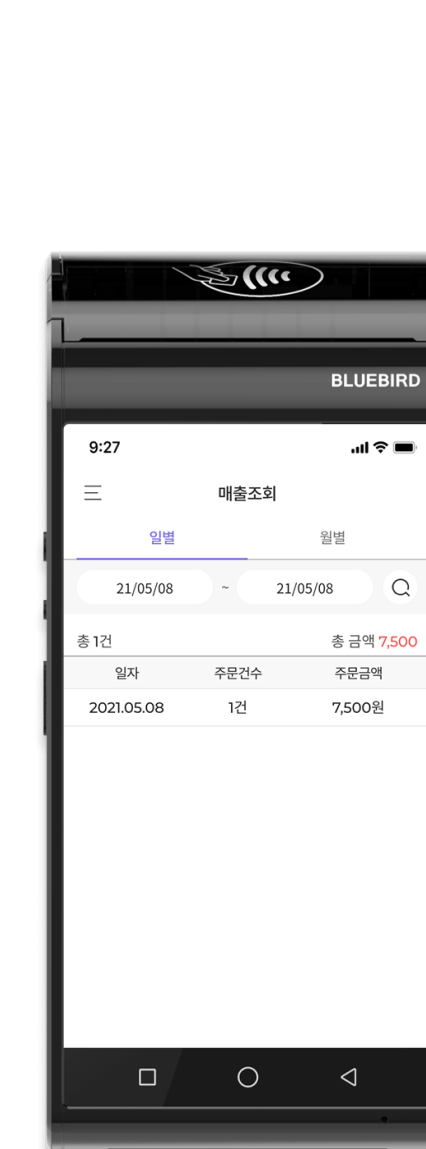 BLUEBIRD
9:27
매출조회
일별 월별
21/05/08 ~ 21/05/08
총 1건 총 금액 7,500
일자 주문건수 주문금액
2021.05.08 1건 7,500원